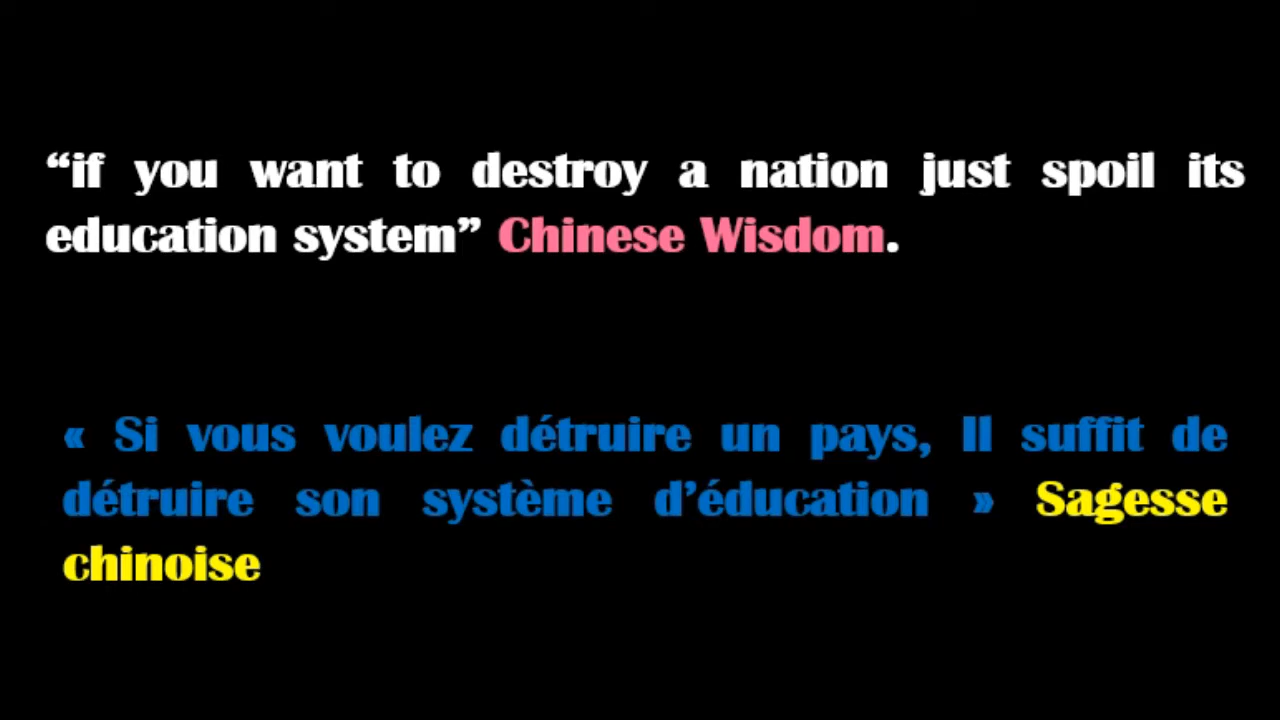 “if you want to destroy a nation just spoil its
education system” Chinese Wisdom.
« Si vous voulez détruire un pays, Il suffit de
détruire son système d’éducation » Sagesse
chinoise